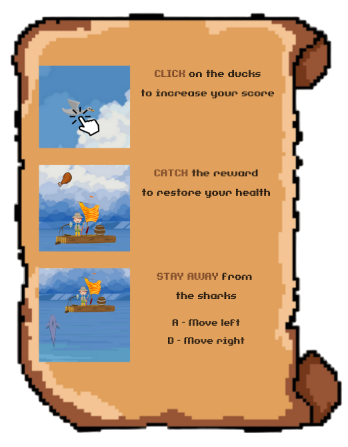 CLICK on the ducks
to increase your score
CATCH the reward
to restore your health
STAY AWAY from
the sharks
A - Move left
D - Move right